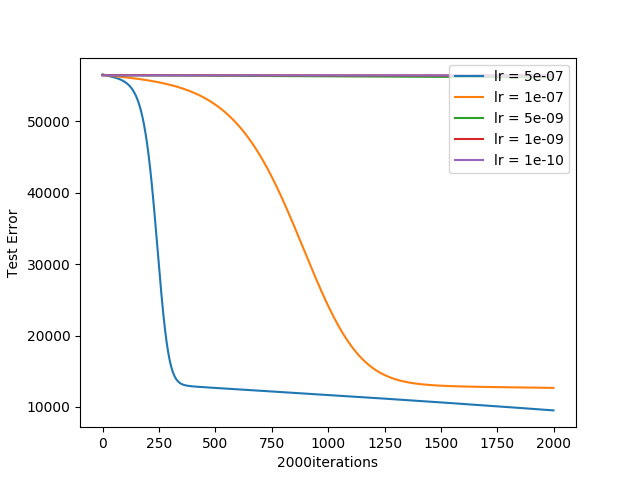 lr = 5e-07
lr = 1e-07
lr = 5e-09
lr = 1e-09
lr = 1e-10
50000
40000
30000
20000
10000
Test Error
0 250 500 750 1000 1250 1500 1750 2000
2000iterations